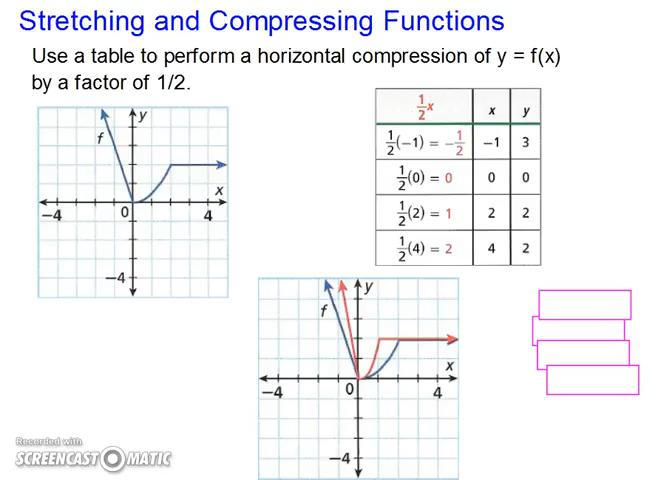 Stretching and Compressing Functions
Use a table to perform a horizontal compression of y = f(x)
by a factor of 1/2.
y
f
x
−4 0 4
−4
1/2 x x y
1/2(−1) = −1/2 −1 3
1/2(0) = 0 0 0
1/2(2) = 1 2 2
1/2(4) = 2 4 2
y
f
x
−4 0 4
−4
Recorded with
SCREENCAST O MATIC